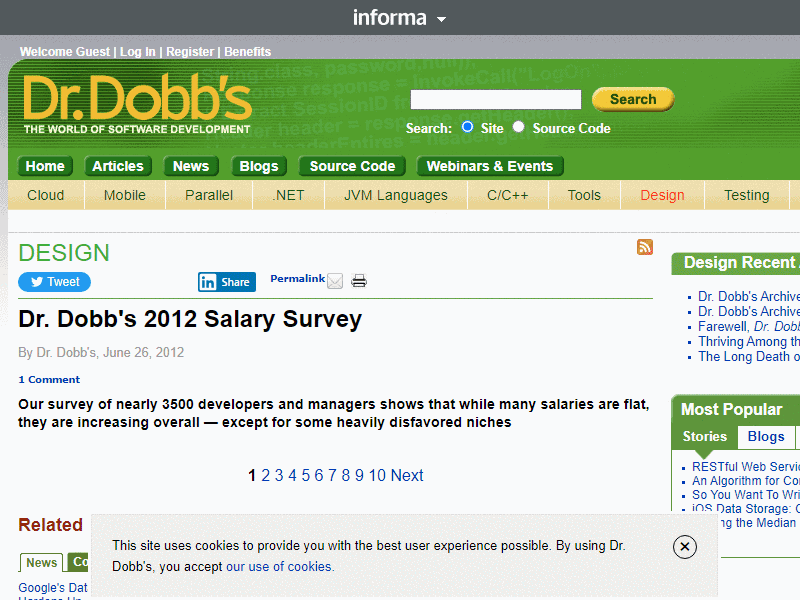 informa
Welcome Guest | Log In | Register | Benefits
Dr. Dobb's
THE WORLD OF SOFTWARE DEVELOPMENT
Search
Search: Site Source Code
Home Articles News Blogs Source Code Webinars & Events
Cloud Mobile Parallel .NET JVM Languages C/C++ Tools Design Testing
DESIGN
Tweet Share Permalink
Dr. Dobb's 2012 Salary Survey
By Dr. Dobb's, June 26, 2012
1 Comment
Our survey of nearly 3500 developers and managers shows that while many salaries are flat,
they are increasing overall — except for some heavily disfavored niches
1 2 3 4 5 6 7 8 9 10 Next
Related
News
Google's Dat
Design Recent
Dr. Dobb's Archive
Dr. Dobb's Archive
Farewell, Dr. Dobb
Thriving Among th
The Long Death o
Most Popular
Stories Blogs
RESTful Web Servic
An Algorithm for Co
So You Want To Wri
iOS Data Storage:
ng the Median
This site uses cookies to provide you with the best user experience possible. By using Dr.
Dobb's, you accept our use of cookies.